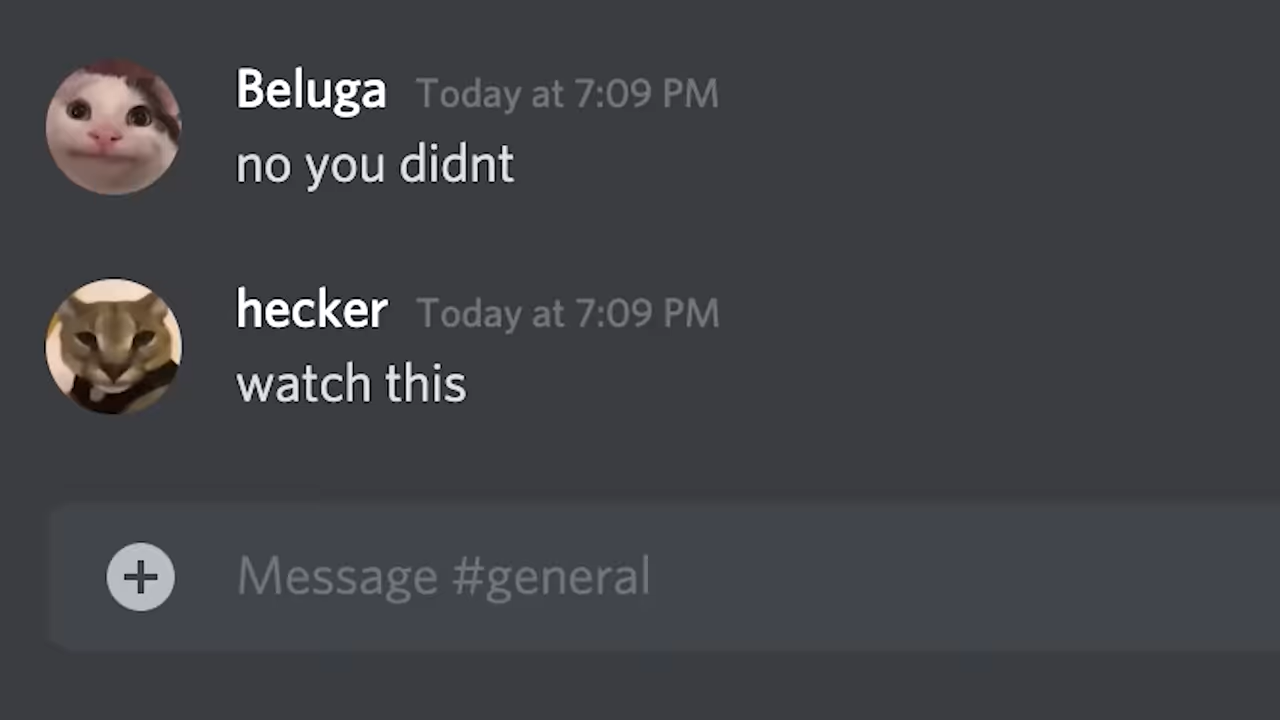 Beluga Today at 7:09 PM
no you didnt
hecker Today at 7:09 PM
watch this
Message #general